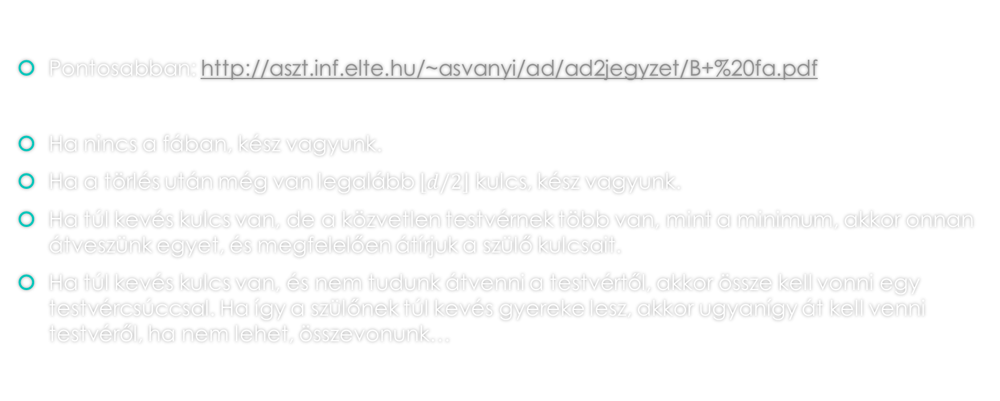 Pontosabban: http://aszt.inf.elte.hu/~asvanyi/ad/ad2jegyzet/B+%20fa.pdf
Ha nincs a fában, kész vagyunk.
Ha a törlés után még van legalább ⌊𝑑/2⌋ kulcs, kész vagyunk.
Ha túl kevés kulcs van, de a közvetlen testvérnek több van, mint a minimum, akkor onnan
átveszünk egyet, és megfelelően átírjuk a szülő kulcsait.
Ha túl kevés kulcs van, és nem tudunk átvenni a testvértől, akkor össze kell vonni egy
testvércsúccsal. Ha így a szülőnek túl kevés gyereke lesz, akkor ugyanígy át kell venni
testvéről, ha nem lehet, összevonunk…